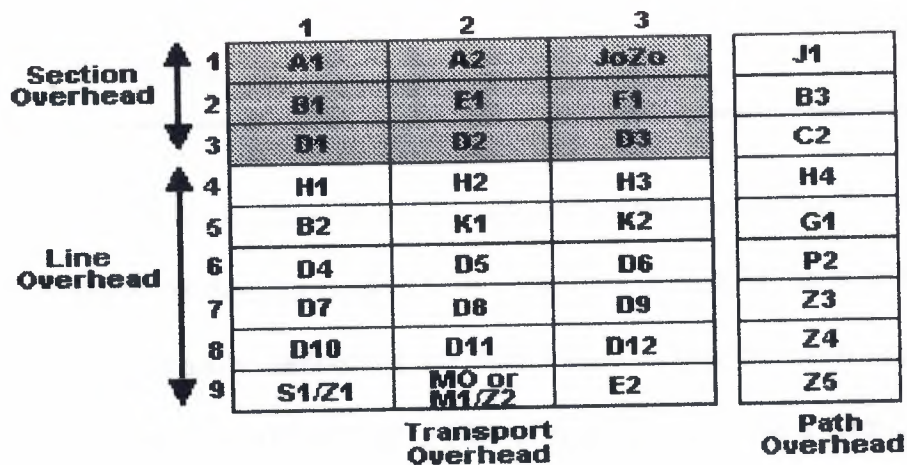 1 2 3
Section
Overhead
Line
Overhead
1 A1 A2 JoZo J1
2 B1 E1 F1 B3
3 D1 D2 D3 C2
4 H1 H2 H3 H4
5 B2 K1 K2 G1
6 D4 D5 D6 P2
7 D7 D8 D9 Z3
8 D10 D11 D12 Z4
9 S1/Z1 M0 or E2 Z5
M1/Z2
Transport
Overhead
Path
Overhead